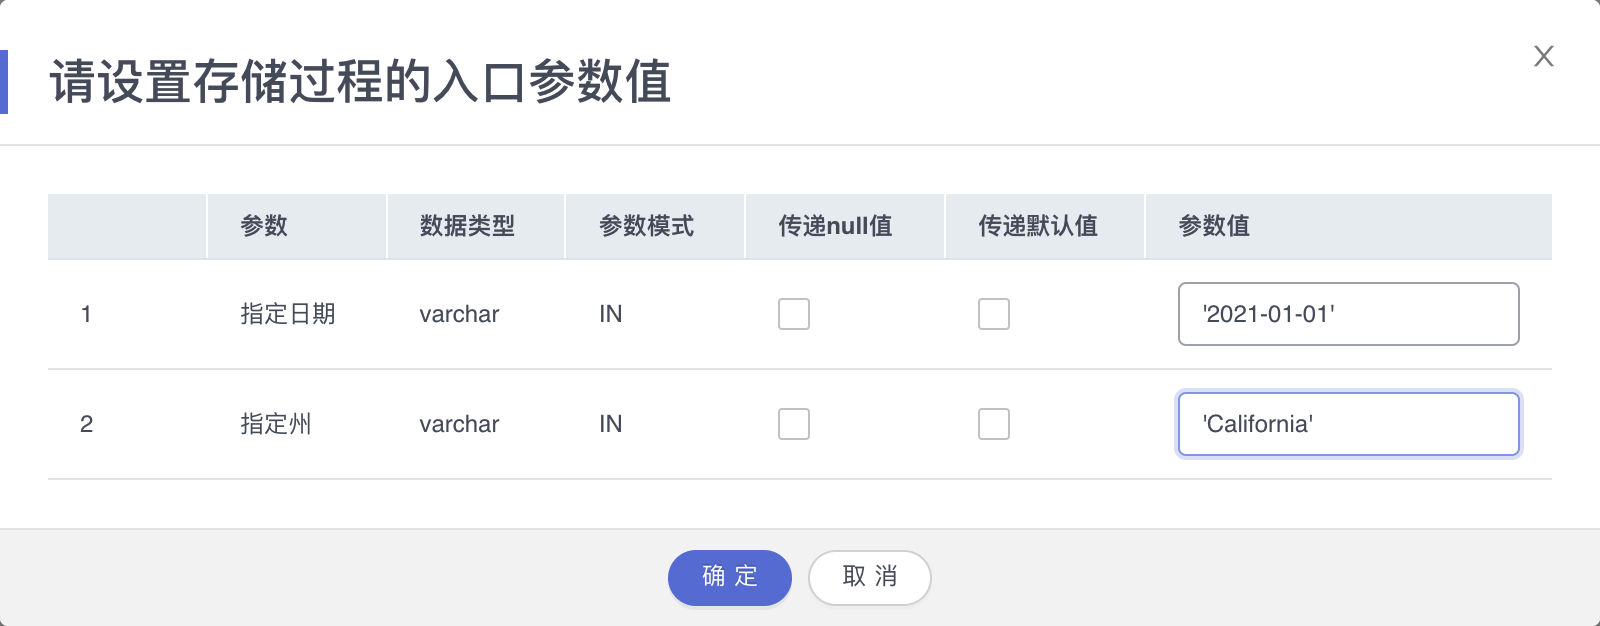 请设置存储过程的入口参数值
X
参数 数据类型 参数模式 传递null值 传递默认值 参数值
1 指定日期 varchar IN '2021-01-01'
2 指定州 varchar IN 'California'
确 定 取 消